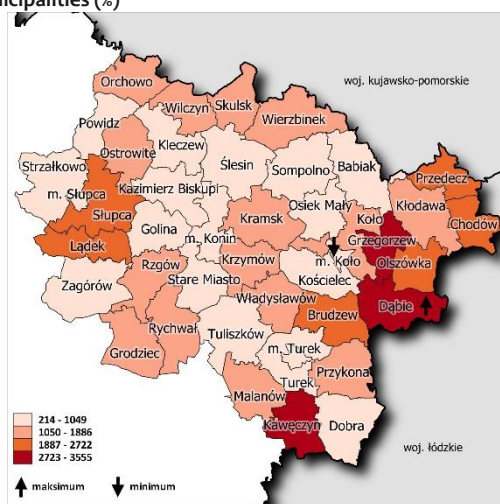 nicipalities (%)
woj. kujawsko-pomorskie
Orchowo
Wilczyn
Skulsk
Wierzbinek
Powidz
Kleczew
Ostrowite
Ślesin
Sompolno
Babiak
Strzałkowo
Przedecz
m. Słupca
Kazimierz Biskupi
Osiek Mały
Kłodawa
Słupca
Kramsk
Koło
Chodów
Golina
m. Konin
Grzegorzew
Lądek
Rzgów
Krzymów
m. Koło
Olszówka
Zagórów
Stare Miasto
Kościelec
Władysławów
Dąbie
Brudzew
Rychwał
Tuliszków
Grodziec
m. Turek
Przykona
Turek
Malanów
Kawęczyn
Dobra
woj. łódzkie
214 - 1049
1050 - 1886
1887 - 2722
2723 - 3555
maksimum
minimum